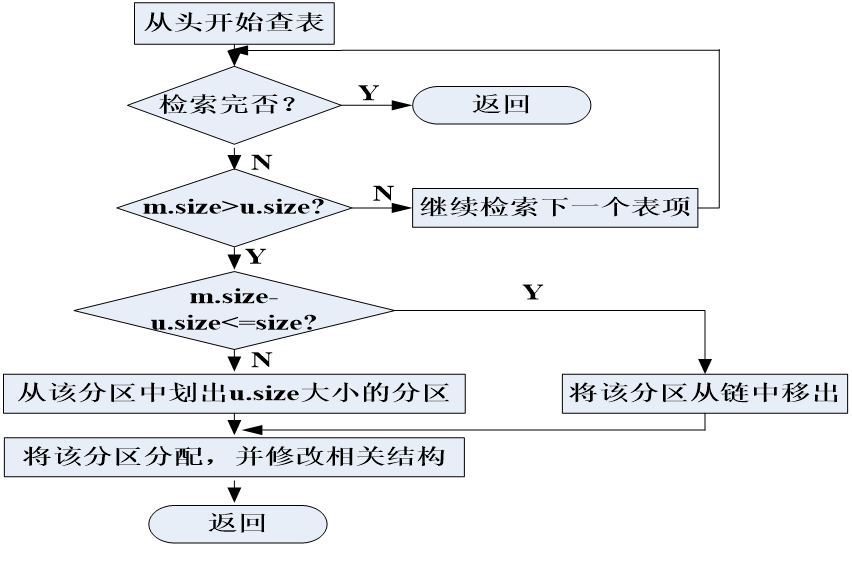 从头开始查表
检索完否？
Y
返回
N
m.size>u.size?
N
继续检索下一个表项
Y
m.size-
u.size<=size?
Y
N
从该分区中划出u.size大小的分区
将该分区从链中移出
将该分区分配，并修改相关结构
返回